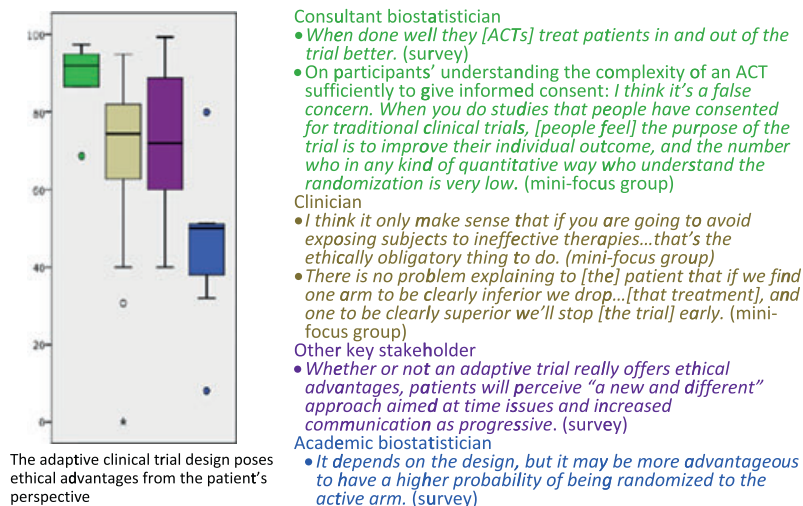 100
80
60
40
20
0
The adaptive clinical trial design poses
ethical advantages from the patient's
perspective
Consultant biostatistician
•When done well they [ACTs] treat patients in and out of the
trial better. (survey)
•On participants' understanding the complexity of an ACT
sufficiently to give informed consent: I think it's a false
concern. When you do studies that people have consented
for traditional clinical trials, [people feel] the purpose of the
trial is to improve their individual outcome, and the number
who in any kind of quantitative way who understand the
randomization is very low. (mini-focus group)
Clinician
•I think it only make sense that if you are going to avoid
exposing subjects to ineffective therapies…that's the
ethically obligatory thing to do. (mini-focus group)
•There is no problem explaining to [the] patient that if we find
one arm to be clearly inferior we drop…[that treatment], and
one to be clearly superior we'll stop [the trial] early. (mini-
focus group)
Other key stakeholder
•Whether or not an adaptive trial really offers ethical
advantages, patients will perceive “a new and different”
approach aimed at time issues and increased
communication as progressive. (survey)
Academic biostatistician
•It depends on the design, but it may be more advantageous
to have a higher probability of being randomized to the
active arm. (survey)